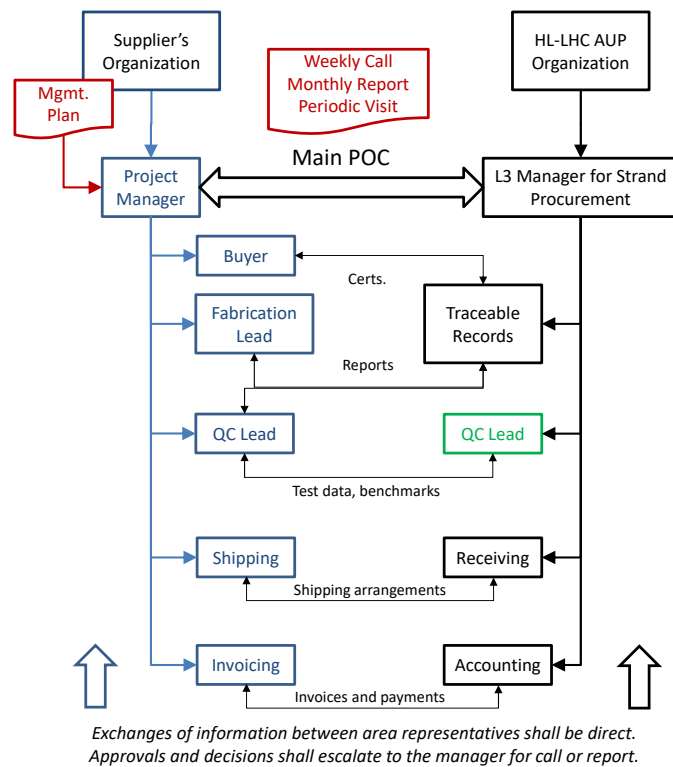 Supplier's
Organization
HL-LHC AUP
Organization
Weekly Call
Monthly Report
Periodic Visit
Mgmt.
Plan
Main POC
Project
Manager
L3 Manager for Strand
Procurement
Buyer
Certs.
Fabrication
Lead
Traceable
Records
Reports
QC Lead
QC Lead
Test data, benchmarks
Shipping
Receiving
Shipping arrangements
Invoicing
Accounting
Invoices and payments
Exchanges of information between area representatives shall be direct.
Approvals and decisions shall escalate to the manager for call or report.